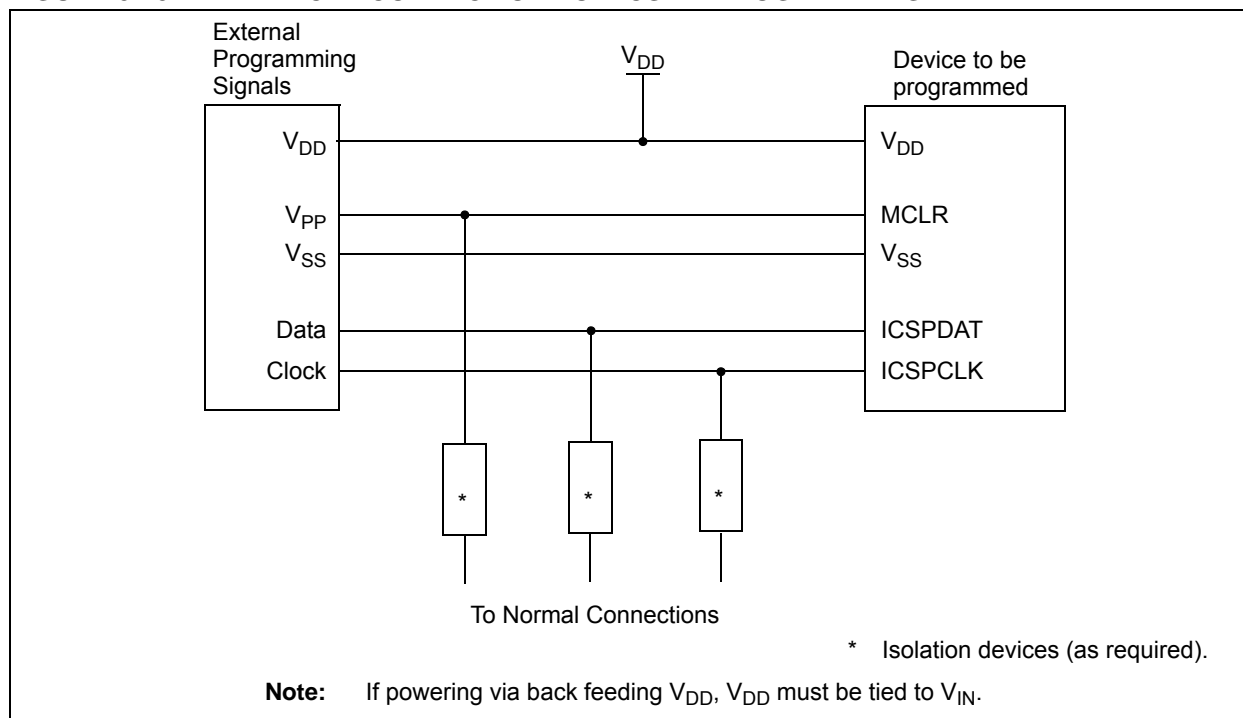 External
Programming
Signals
VDD
Device to be
programmed
VDD
VDD
VPP
MCLR
VSS
VSS
Data
ICSPDAT
Clock
ICSPCLK
*
*
*
To Normal Connections
* Isolation devices (as required).
Note: If powering via back feeding VDD, VDD must be tied to VIN.